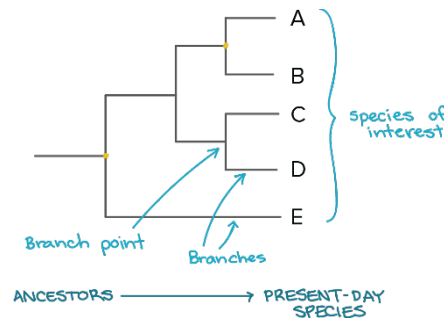 A
B
C
D
E
species of
interest
Branch point
Branches
ANCESTORS
PRESENT-DAY
SPECIES